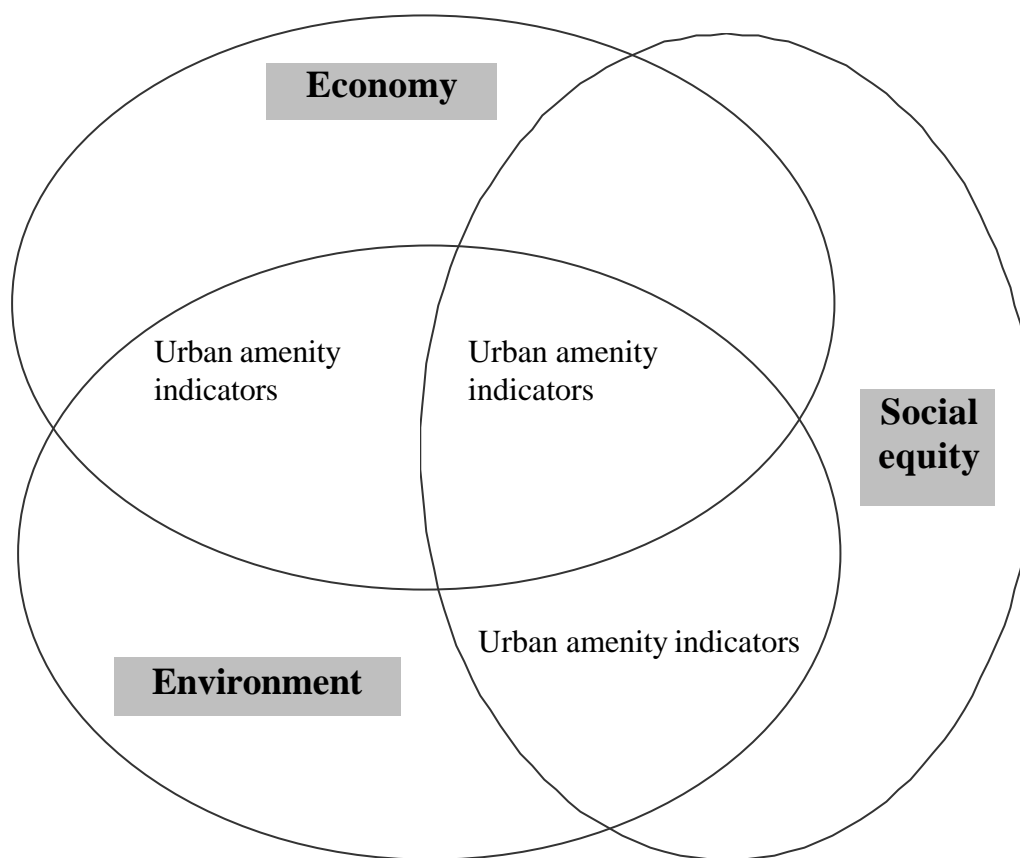 Economy
Urban amenity
indicators
Urban amenity
indicators
Social
equity
Urban amenity indicators
Environment